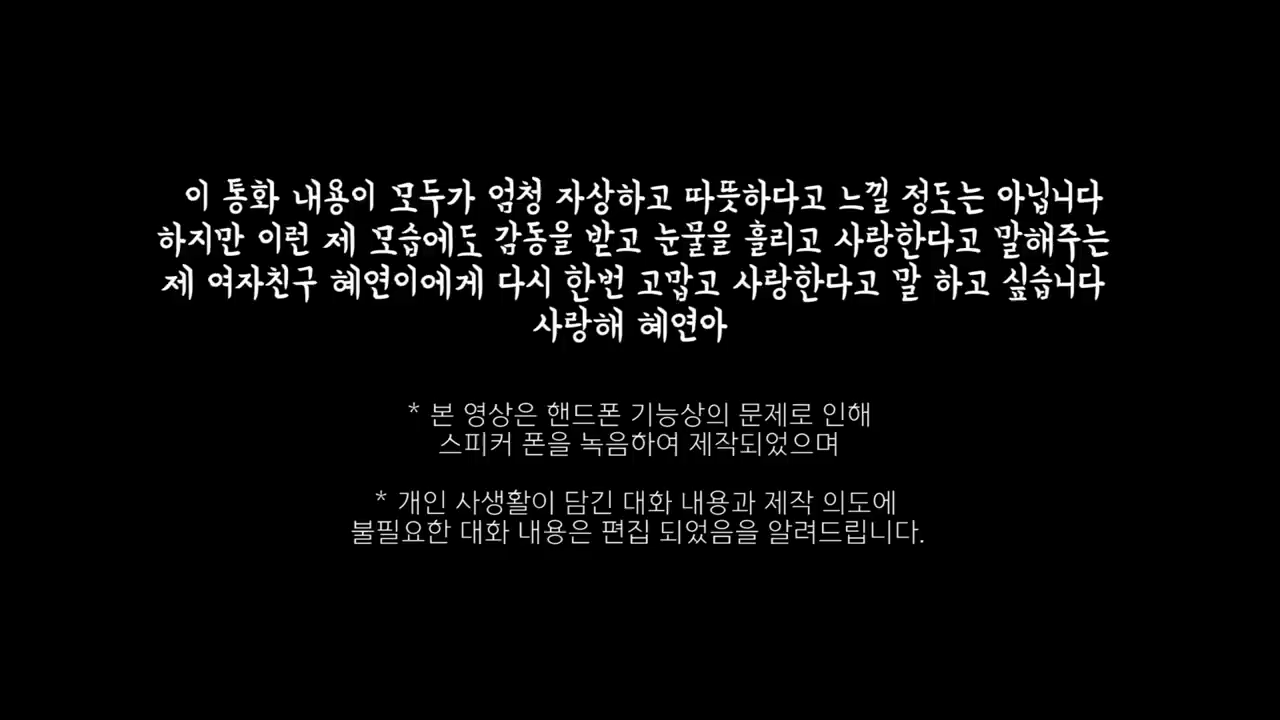 이 통화 내용이 모두가 엄청 자상하고 따뜻하다고 느낄 정도는 아닙니다
하지만 이런 제 모습에도 감동을 받고 눈물을 흘리고 사랑한다고 말해주는
제 여자친구 혜연이에게 다시 한번 고맙고 사랑한다고 말 하고 싶습니다
사랑해 혜연아
* 본 영상은 핸드폰 기능상의 문제로 인해
스피커 폰을 녹음하여 제작되었으며
* 개인 사생활이 담긴 대화 내용과 제작 의도에
불필요한 대화 내용은 편집 되었음을 알려드립니다.